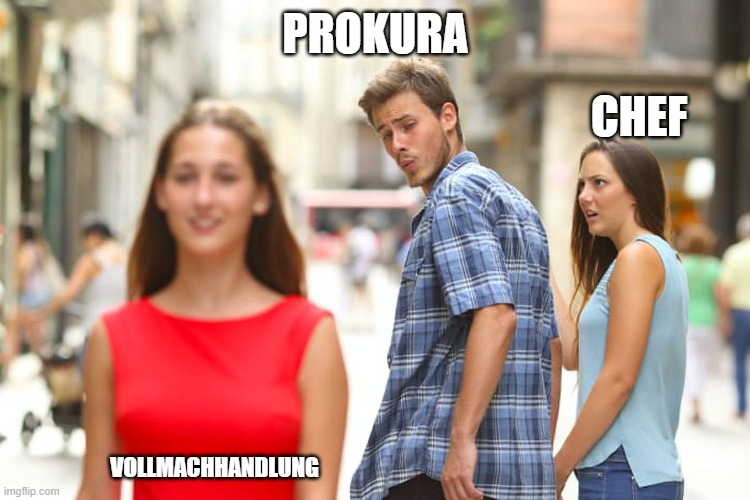 PROKURA
CHEF
VOLLMACHHANDLUNG
imgflip.com